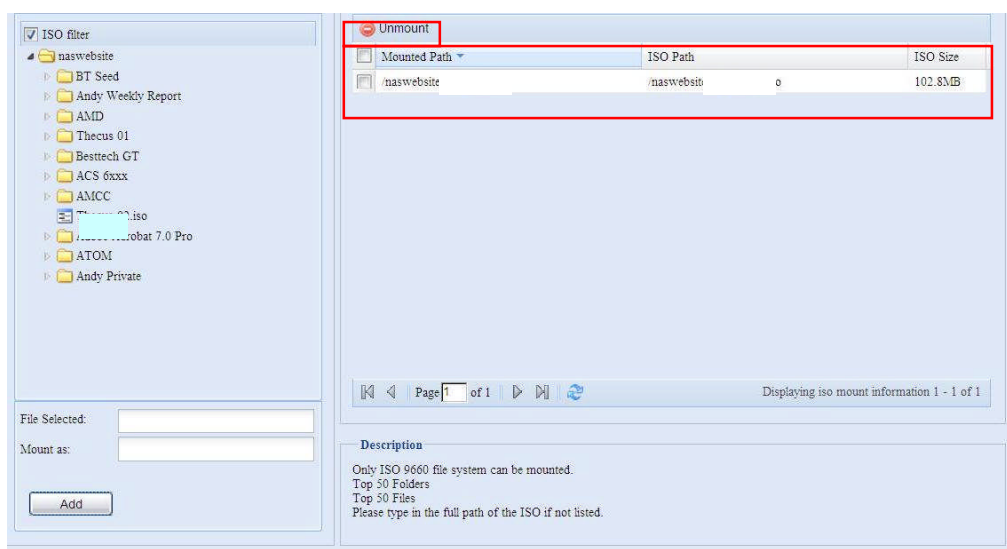 ISO filter
naswebsite
BT Seed
Andy Weekly Report
AMD
Thecus 01
Besttech GT
ACS 6xxx
AMCC
.iso
7.0 Pro
ATOM
Andy Private
File Selected:
Mount as:
Add
Unmount
Mounted Path ISO Path ISO Size
/naswebsite /naswebsite o 102.8MB
Page 1 of 1 Displaying iso mount information 1 - 1 of 1
Description
Only ISO 9660 file system can be mounted.
Top 50 Folders
Top 50 Files
Please type in the full path of the ISO if not listed.